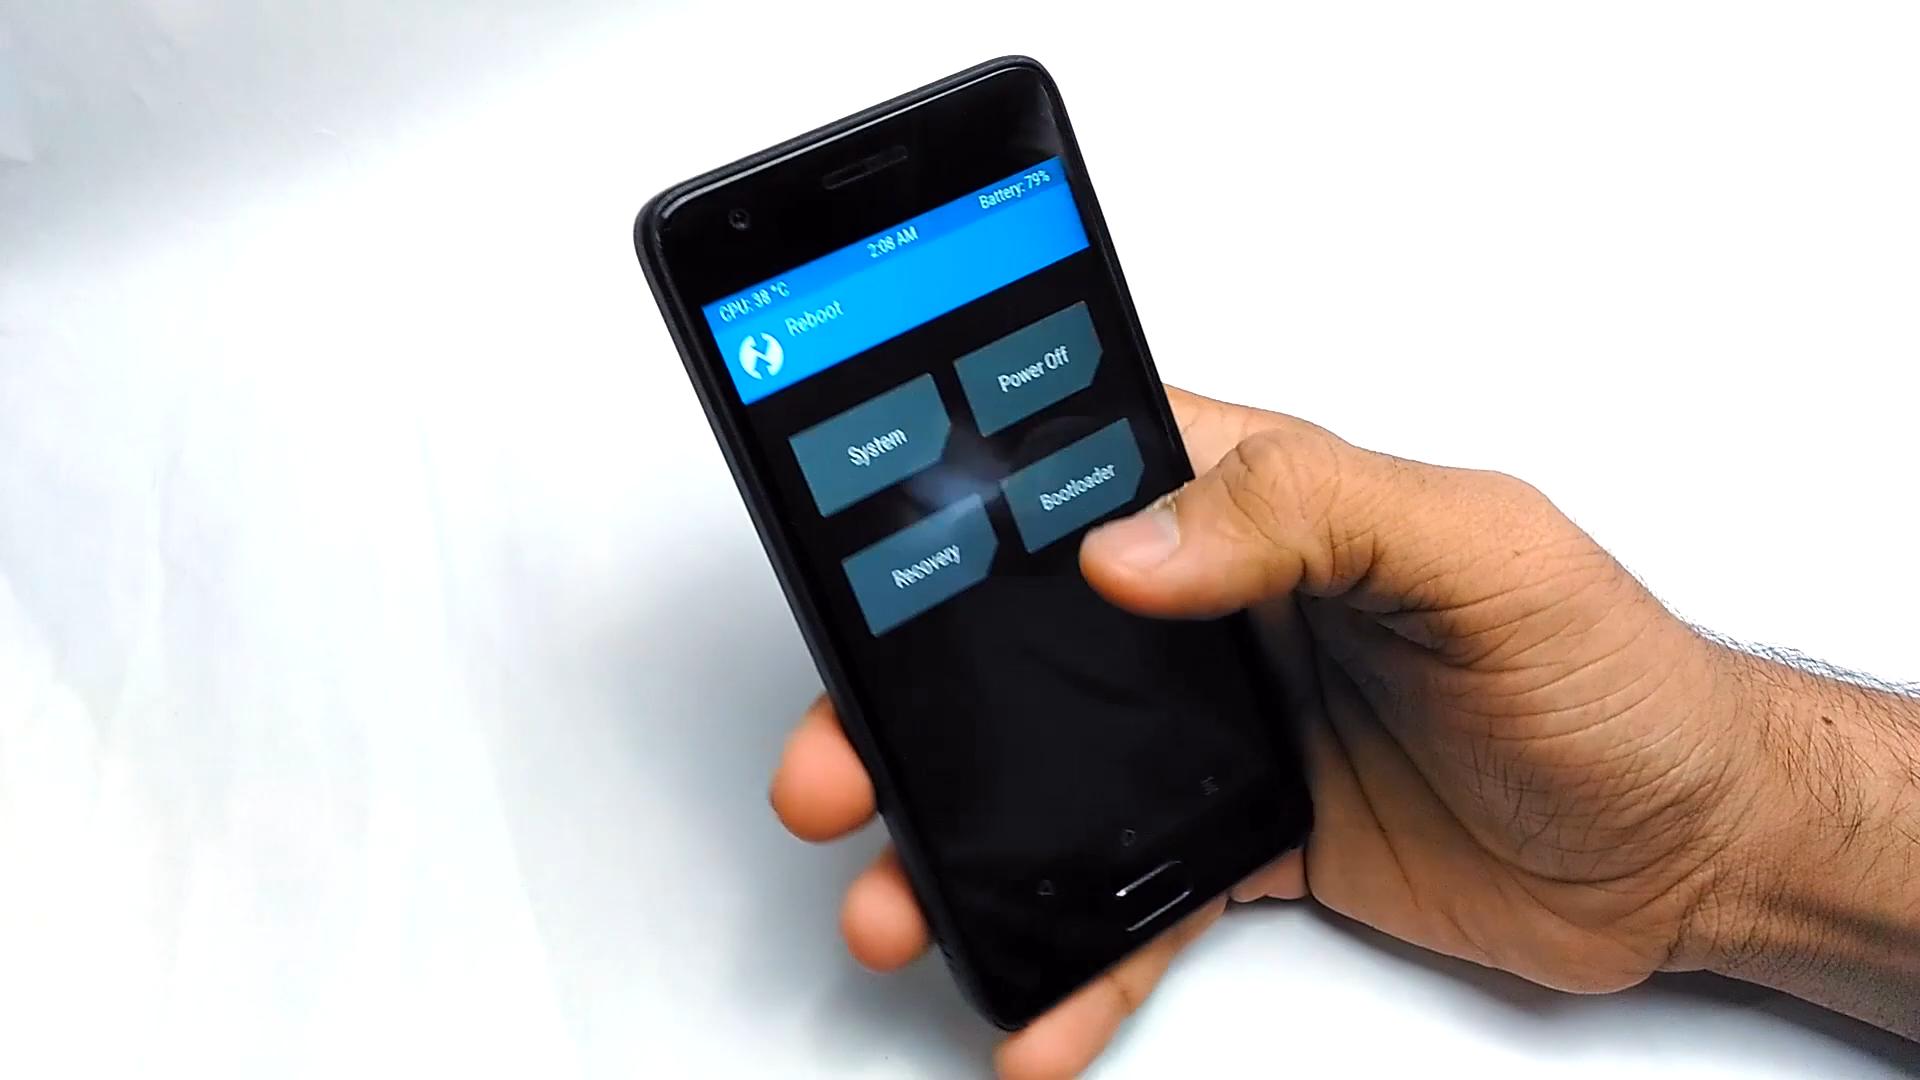 CPU: 38 °C
2:08 AM
Battery: 79%
Reboot
System
Power Off
Recovery
Bootloader